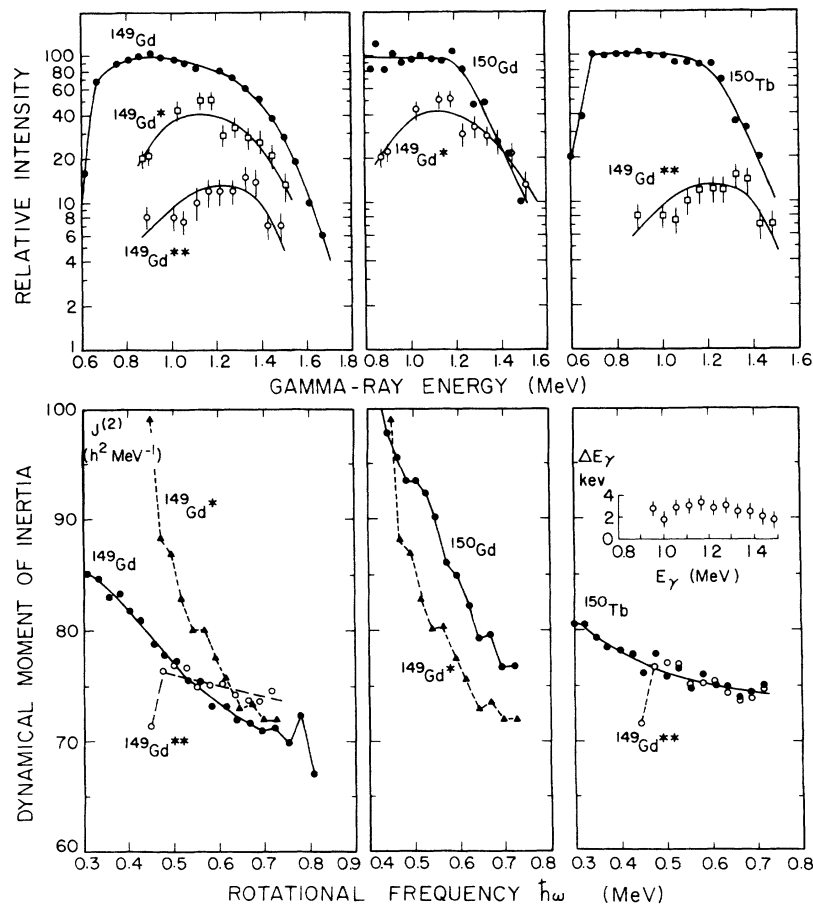 RELATIVE INTENSITY
100
80
60
40
20
10
8
6
4
2
1
149Gd
149Gd*
149Gd**
0.6 0.8 1.0 1.2 1.4 1.6 1.8
150Gd
149Gd*
0.8 1.0 1.2 1.4 1.6
150Tb
149Gd**
0.6 0.8 1.0 1.2 1.4 1.6
GAMMA-RAY ENERGY (MeV)
DYNAMICAL MOMENT OF INERTIA
100
90
80
70
60
J(2)
(ħ2 MeV-1)
149Gd*
149Gd
149Gd**
0.3 0.4 0.5 0.6 0.7 0.8 0.9
150Gd
149Gd*
0.4 0.5 0.6 0.7 0.8
ΔEγ
kev
4
2
0
0.8 1.0 1.2 1.4
Eγ (MeV)
150Tb
149Gd**
0.3 0.4 0.5 0.6 0.7 0.8
ROTATIONAL FREQUENCY ħω (MeV)